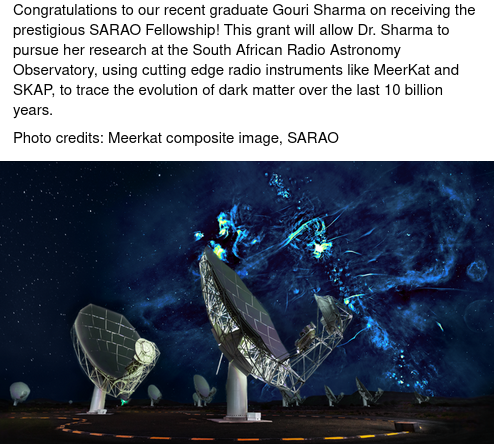 Congratulations to our recent graduate Gouri Sharma on receiving the
prestigious SARAO Fellowship! This grant will allow Dr. Sharma to
pursue her research at the South African Radio Astronomy
Observatory, using cutting edge radio instruments like MeerKat and
SKAP, to trace the evolution of dark matter over the last 10 billion
years.
Photo credits: Meerkat composite image, SARAO